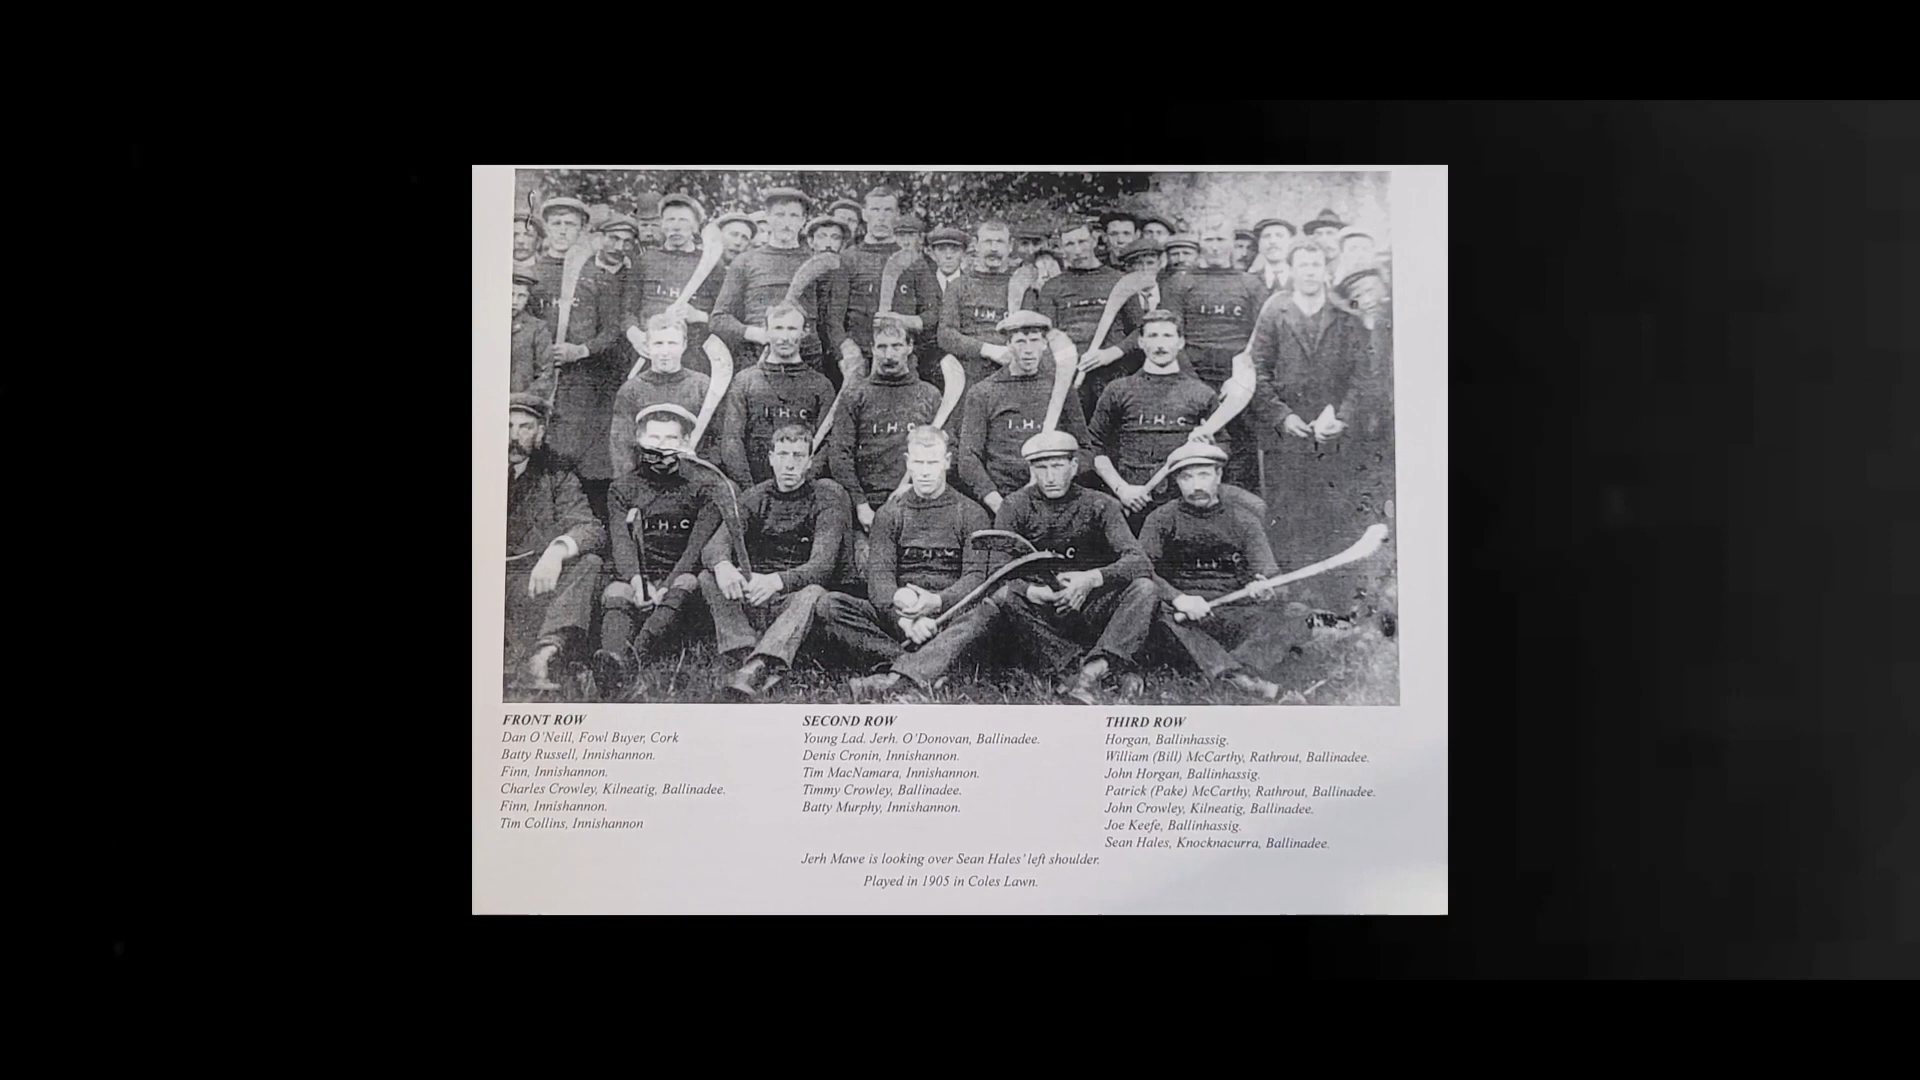 I.H.C
I.H.C
I.H.C
I.H.C
I.H.C
I.H.C
I.H.C
I.H.C
FRONT ROW
Dan O'Neill, Fowl Buyer, Cork
Batty Russell, Innishannon.
Finn, Innishannon.
Charles Crowley, Kilneatig, Ballinadee.
Finn, Innishannon.
Tim Collins, Innishannon
SECOND ROW
Young Lad. Jerh. O'Donovan, Ballinadee.
Denis Cronin, Innishannon.
Tim MacNamara, Innishannon.
Timmy Crowley, Ballinadee.
Batty Murphy, Innishannon.
THIRD ROW
Horgan, Ballinhassig.
William (Bill) McCarthy, Rathrout, Ballinadee.
John Horgan, Ballinhassig.
Patrick (Pake) McCarthy, Rathrout, Ballinadee.
John Crowley, Kilneatig, Ballinadee.
Joe Keefe, Ballinhassig.
Sean Hales, Knocknacurra, Ballinadee.
Jerh Mawe is looking over Sean Hales' left shoulder.
Played in 1905 in Coles Lawn.